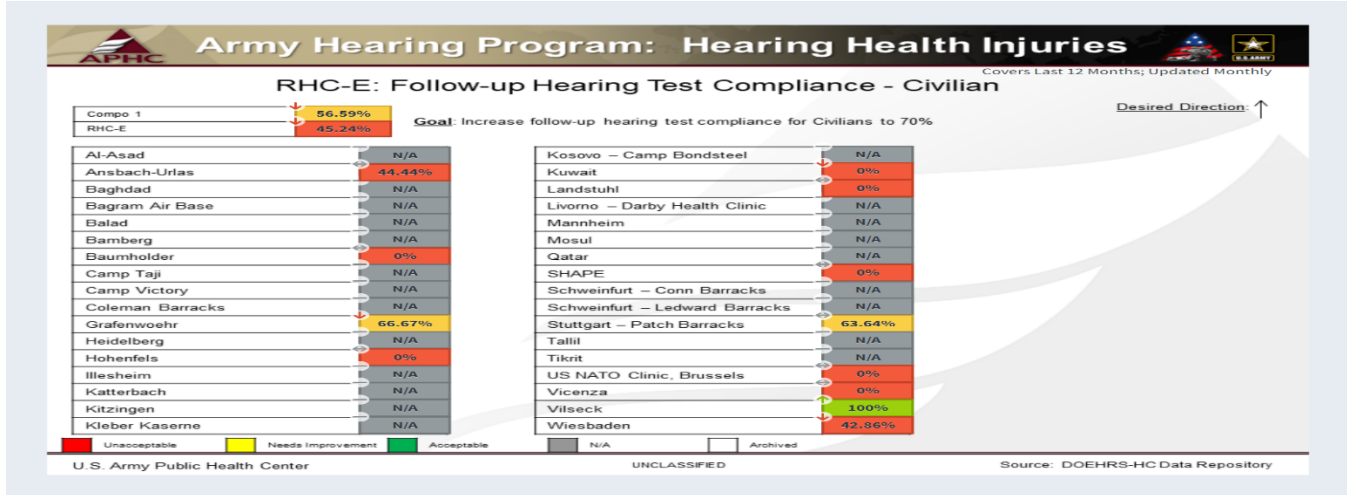 APHC
Army Hearing Program: Hearing Health Injuries
U.S. ARMY
Covers Last 12 Months; Updated Monthly
RHC-E: Follow-up Hearing Test Compliance - Civilian
Compo 1 56.59%
RHC-E 45.24%
Goal: Increase follow-up hearing test compliance for Civilians to 70%
Desired Direction: ↑
Al-Asad N/A
Ansbach-Urlas 44.44%
Baghdad N/A
Bagram Air Base N/A
Balad N/A
Bamberg N/A
Baumholder 0%
Camp Taji N/A
Camp Victory N/A
Coleman Barracks N/A
Grafenwoehr 66.67%
Heidelberg N/A
Hohenfels 0%
Illesheim N/A
Katterbach N/A
Kitzingen N/A
Kleber Kaserne N/A
Kosovo – Camp Bondsteel N/A
Kuwait 0%
Landstuhl 0%
Livorno – Darby Health Clinic N/A
Mannheim N/A
Mosul N/A
Qatar N/A
SHAPE 0%
Schweinfurt – Conn Barracks N/A
Schweinfurt – Ledward Barracks N/A
Stuttgart – Patch Barracks 63.64%
Tallil N/A
Tikrit N/A
US NATO Clinic, Brussels 0%
Vicenza 0%
Vilseck 100%
Wiesbaden 42.86%
Unacceptable Needs Improvement Acceptable N/A Archived
U.S. Army Public Health Center UNCLASSIFIED Source: DOEHRS-HC Data Repository